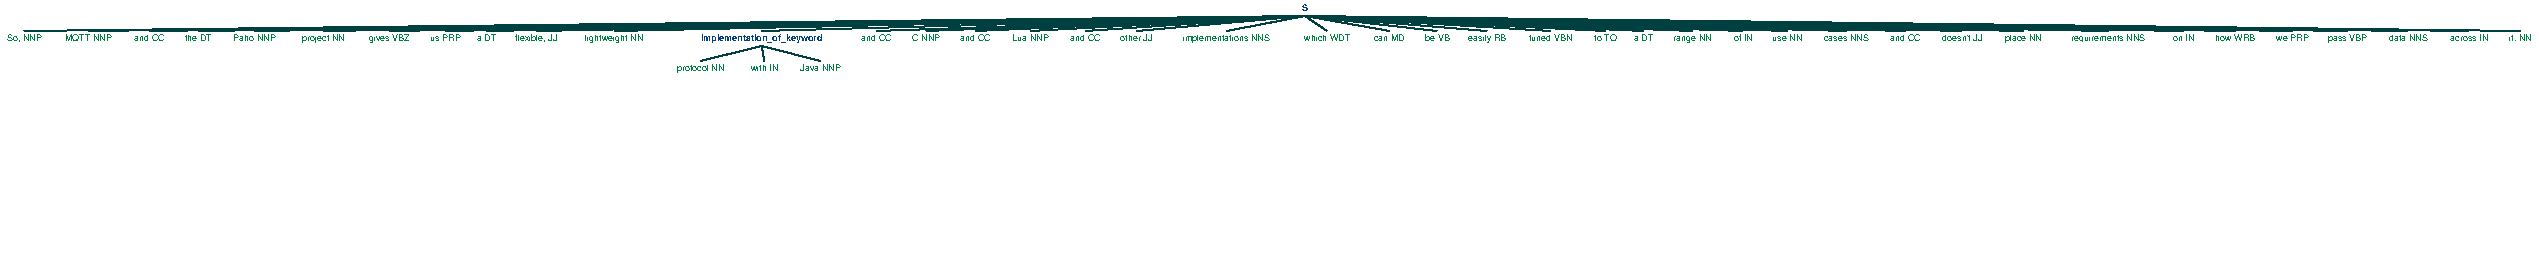 S
So, NNP MQTT NNP and CC the DT Paho NNP project NN gives VBZ us PRP a DT flexible, JJ lightweight NN Implementation_of_keyword and CC C NNP and CC Lua NNP and CC other JJ implementations NNS which WDT can MD be VB easily RB tuned VBN to TO a DT range NN of IN use NN cases NNS and CC doesn't JJ place NN requirements NNS on IN how WRB we PRP pass VBP data NNS across IN it. NN
protocol NN with IN Java NNP